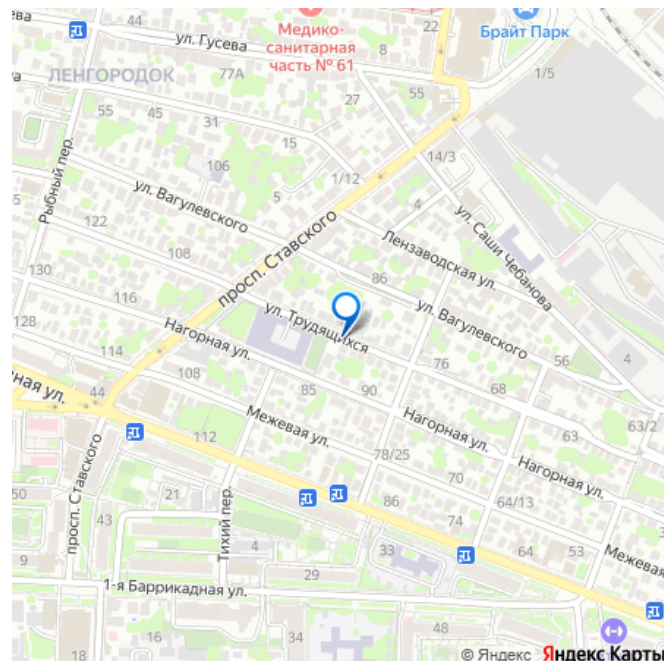 22
Медико-
санитарная
часть № 61
Брайт Парк
ул. Гусева
8
ЛЕНГОРОДОК
77А
55
1/5
27
55
45
31
15
14/3
Рыбный пер.
106
5
1/12
4
ул. Вагулевского
просп. Ставского
ул. Саши Чебанова
122
Лензаводская ул.
108
86
130
116
ул. Трудящихся
ул. Вагулевского
128
Нагорная ул.
114
76
56
4
108
85
90
68
44
ная ул.
Межевая ул.
Нагорная ул.
63
63/2
112
78/25
просп. Ставского
Тихий пер.
70
Нагорная ул.
50
21
86
64/13
43
74
Межевая
9
4
33
64
53
29
1-я Баррикадная ул.
48
16
34
44
18
© Яндекс Яндекс Карты